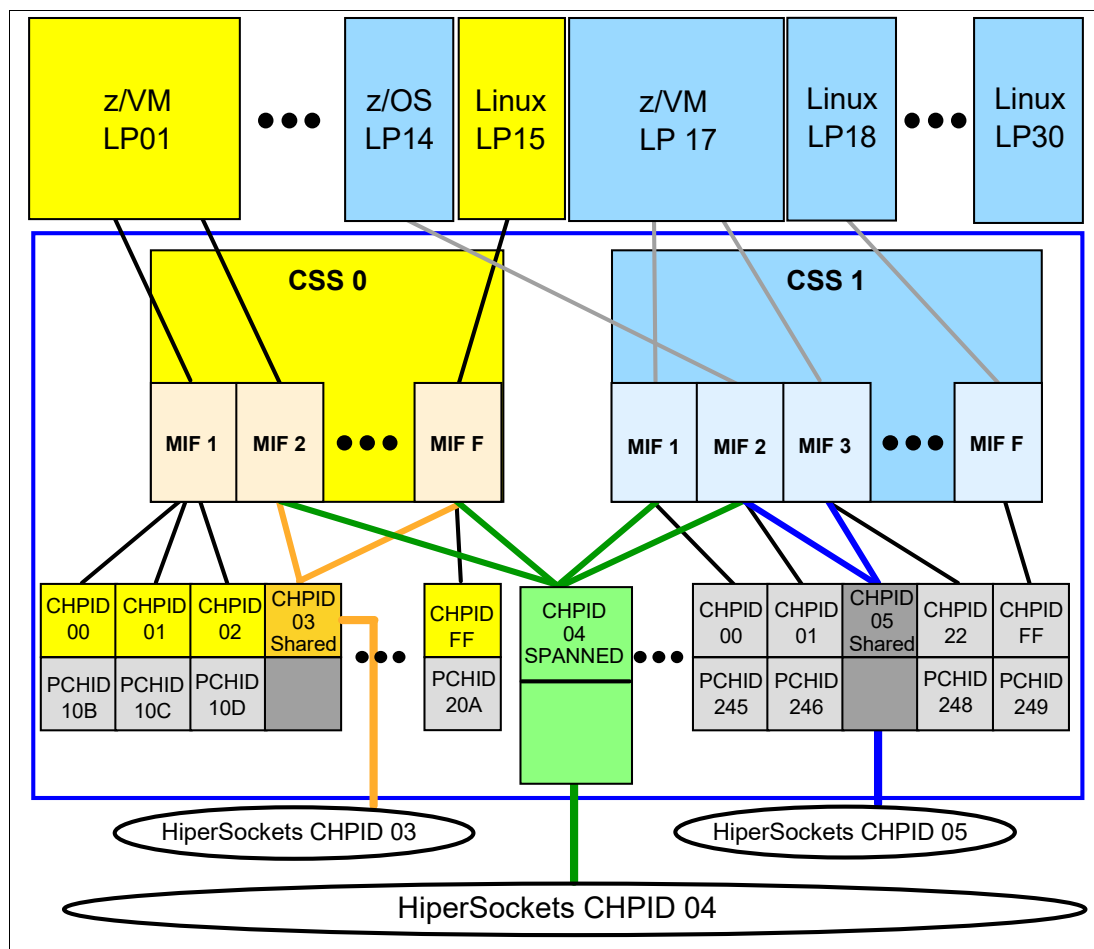 z/VM
LP01
z/OS
LP14
Linux
LP15
z/VM
LP 17
Linux
LP18
Linux
LP30
CSS 0
CSS 1
MIF 1
MIF 2
MIF F
MIF 1
MIF 2
MIF 3
MIF F
CHPID
00
CHPID
01
CHPID
02
CHPID
03
Shared
CHPID
FF
CHPID
04
SPANNED
CHPID
00
CHPID
01
CHPID
05
Shared
CHPID
22
CHPID
FF
PCHID
10B
PCHID
10C
PCHID
10D
PCHID
20A
PCHID
245
PCHID
246
PCHID
248
PCHID
249
HiperSockets CHPID 03
HiperSockets CHPID 05
HiperSockets CHPID 04